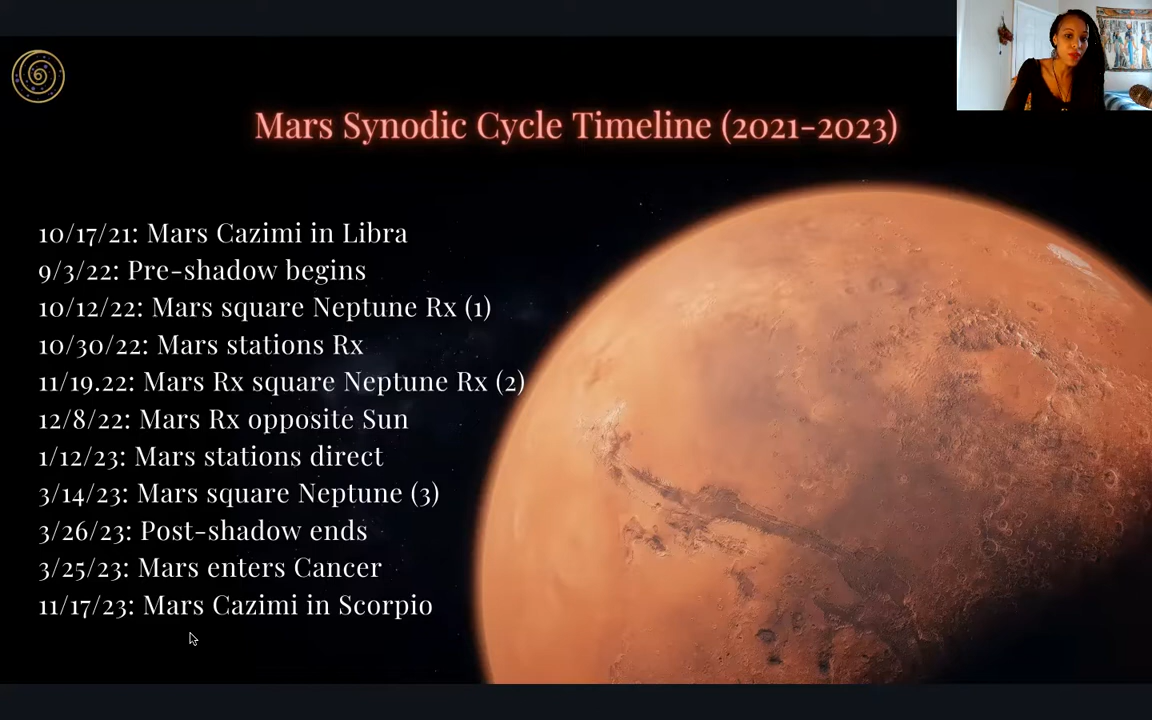 Mars Synodic Cycle Timeline (2021-2023)
10/17/21: Mars Cazimi in Libra
9/3/22: Pre-shadow begins
10/12/22: Mars square Neptune Rx (1)
10/30/22: Mars stations Rx
11/19.22: Mars Rx square Neptune Rx (2)
12/8/22: Mars Rx opposite Sun
1/12/23: Mars stations direct
3/14/23: Mars square Neptune (3)
3/26/23: Post-shadow ends
3/25/23: Mars enters Cancer
11/17/23: Mars Cazimi in Scorpio